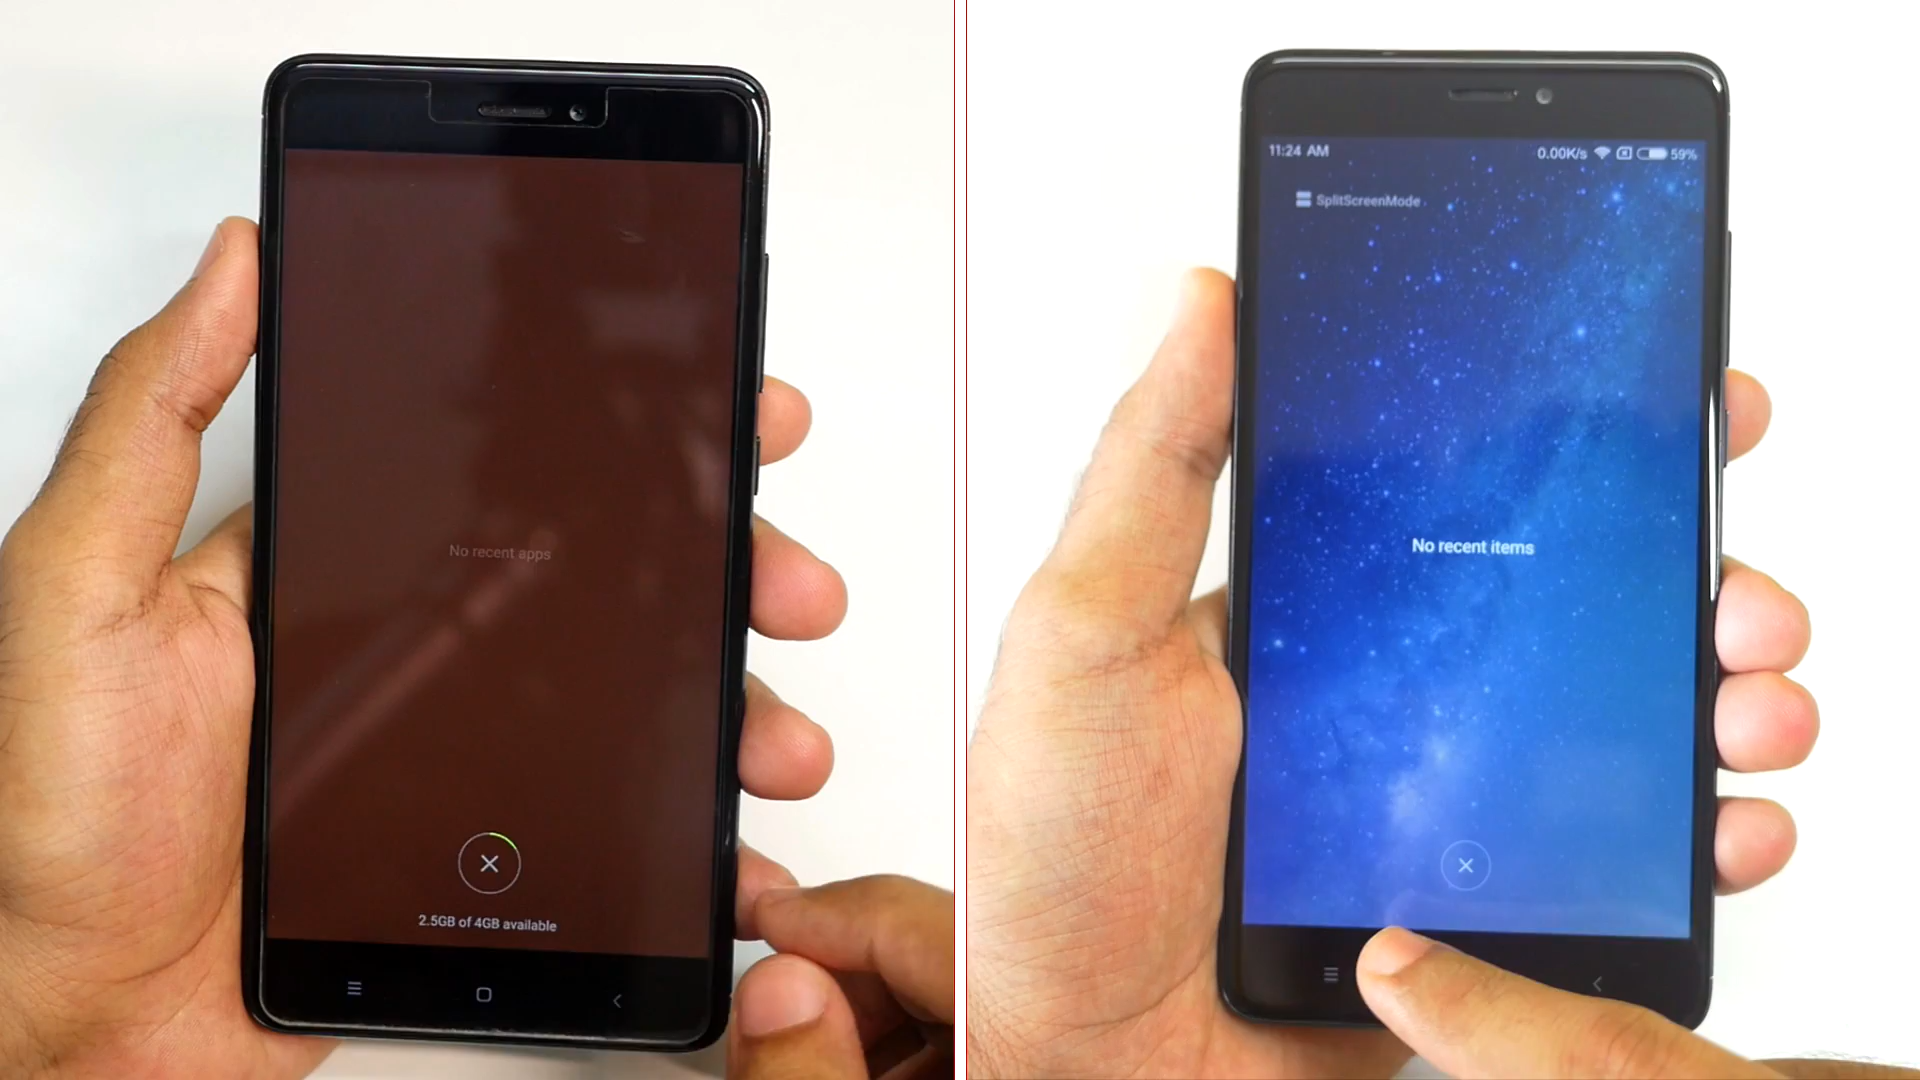 No recent apps
2.5GB of 4GB available
11:24 AM
0.00K/s
59%
SplitScreenMode
No recent items